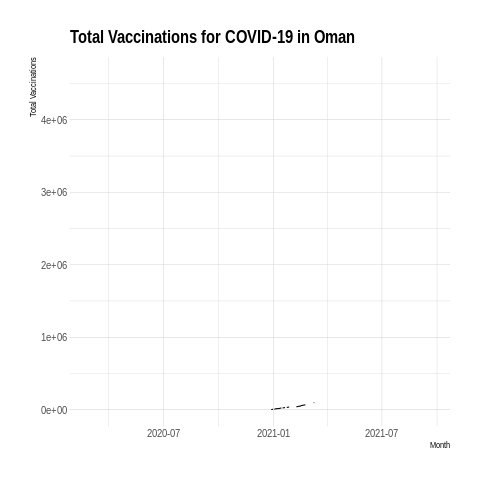 Total Vaccinations for COVID-19 in Oman
Total Vaccinations
4e+06
3e+06
2e+06
1e+06
0e+00
2020-07 2021-01 2021-07
Month